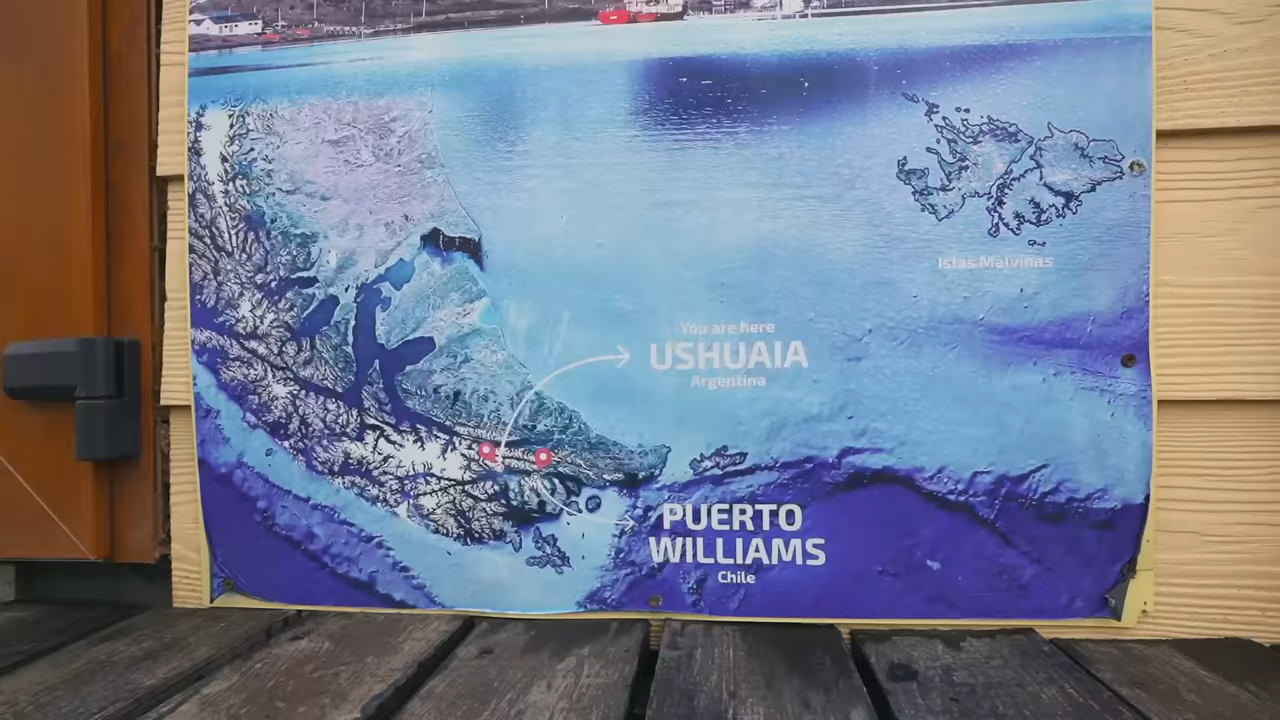 Islas Malvinas
You are here
USHUAIA
Argentina
PUERTO
WILLIAMS
Chile